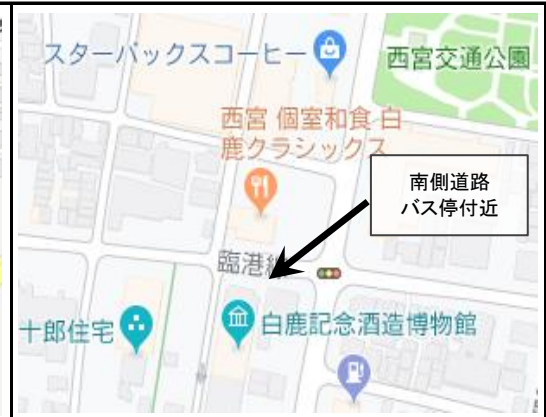 スターバックスコーヒー
西宮交通公園
西宮 個室和食 白
鹿クラシックス
南側道路
バス停付近
臨港線
十郎住宅
白鹿記念酒造博物館